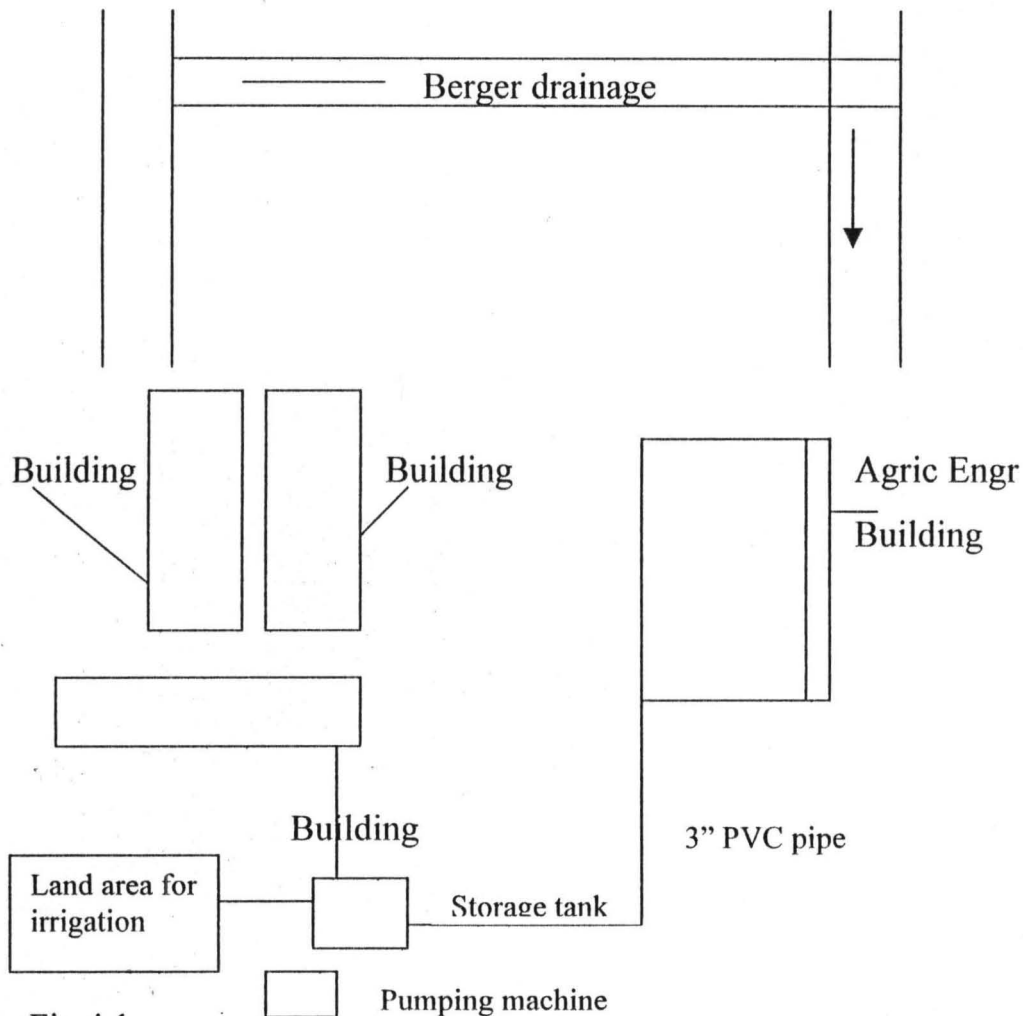 Berger drainage
Building
Building
Agric Engr
Building
Building
3” PVC pipe
Land area for
irrigation
Storage tank
Pumping machine